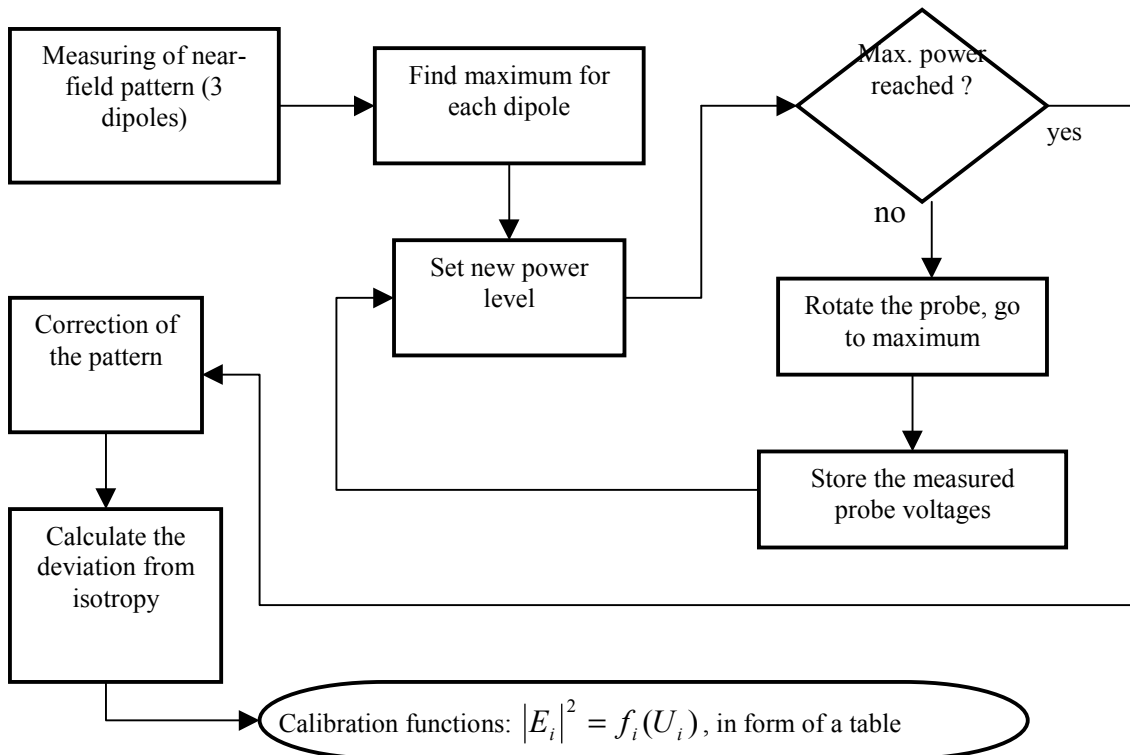 Measuring of near-
field pattern (3
dipoles)
Find maximum for
each dipole
Max. power
reached ?
yes
no
Set new power
level
Rotate the probe, go
to maximum
Store the measured
probe voltages
Correction of
the pattern
Calculate the
deviation from
isotropy
Calibration functions: |E_i|^2 = f_i(U_i), in form of a table